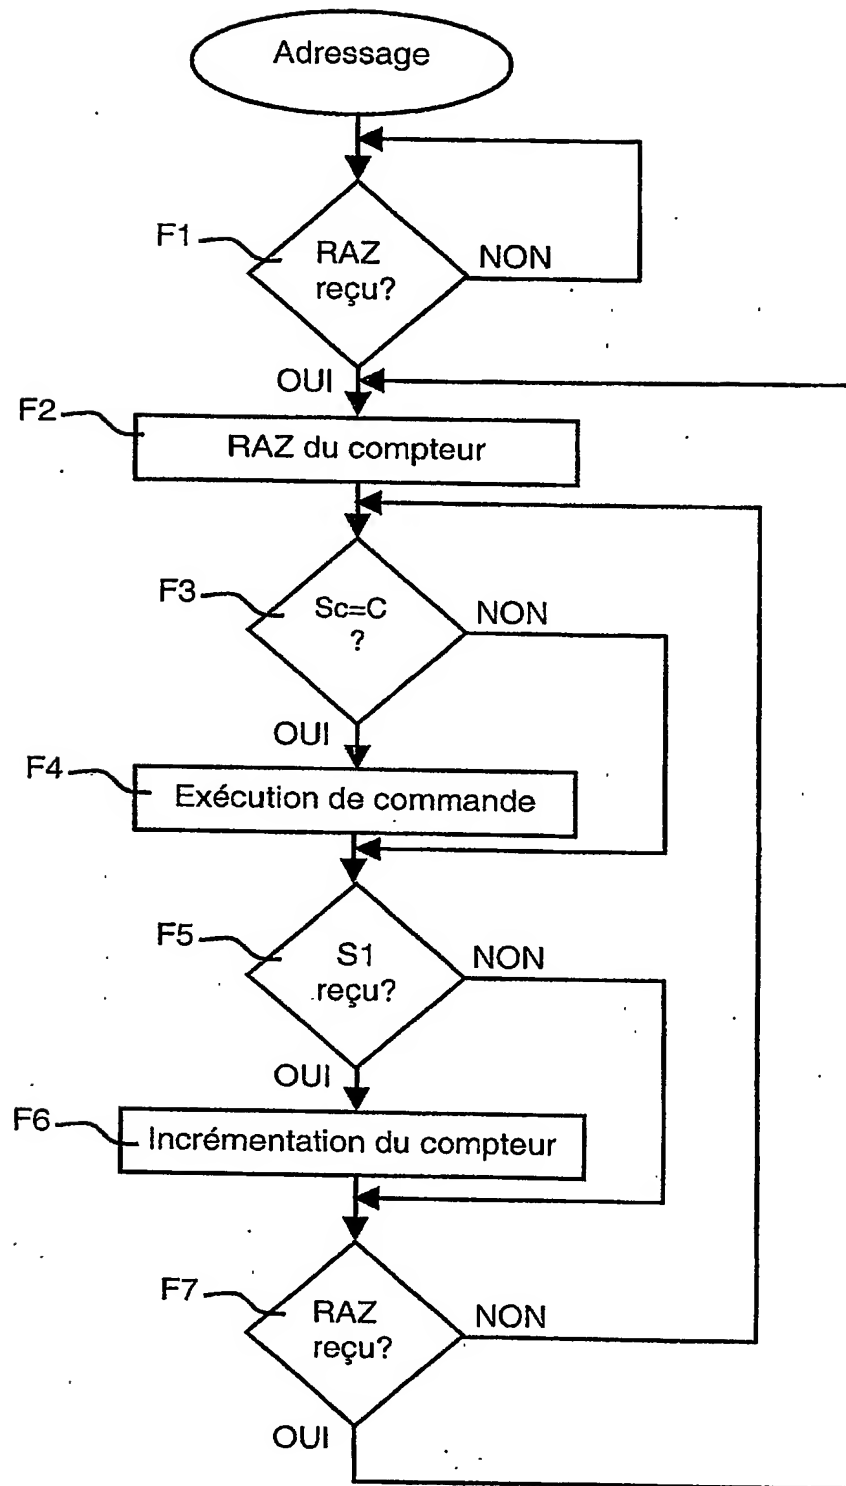 Adressage
F1
RAZ
reçu?
NON
OUI
F2
RAZ du compteur
F3
Sc=C
?
NON
OUI
F4
Exécution de commande
F5
S1
reçu?
NON
OUI
F6
Incrémentation du compteur
F7
RAZ
reçu?
NON
OUI